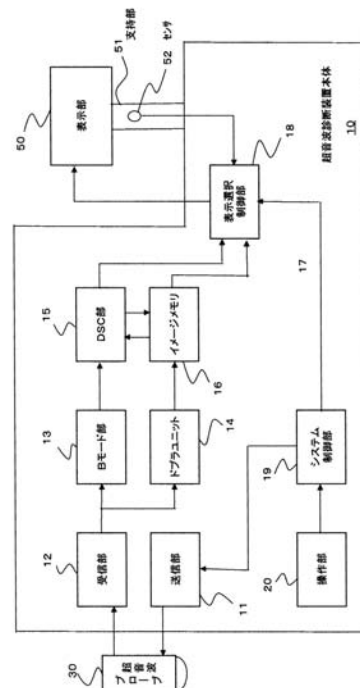 50
表示部
51
支持部
52
センサ
18
表示選択
制御部
超音波診断装置本体
10
15
DSC部
イメージメモリ
16
17
13
Bモード部
ドプラユニット
14
19
システム
制御部
12
受信部
送信部
11
20
操作部
30
超音波
プローブ